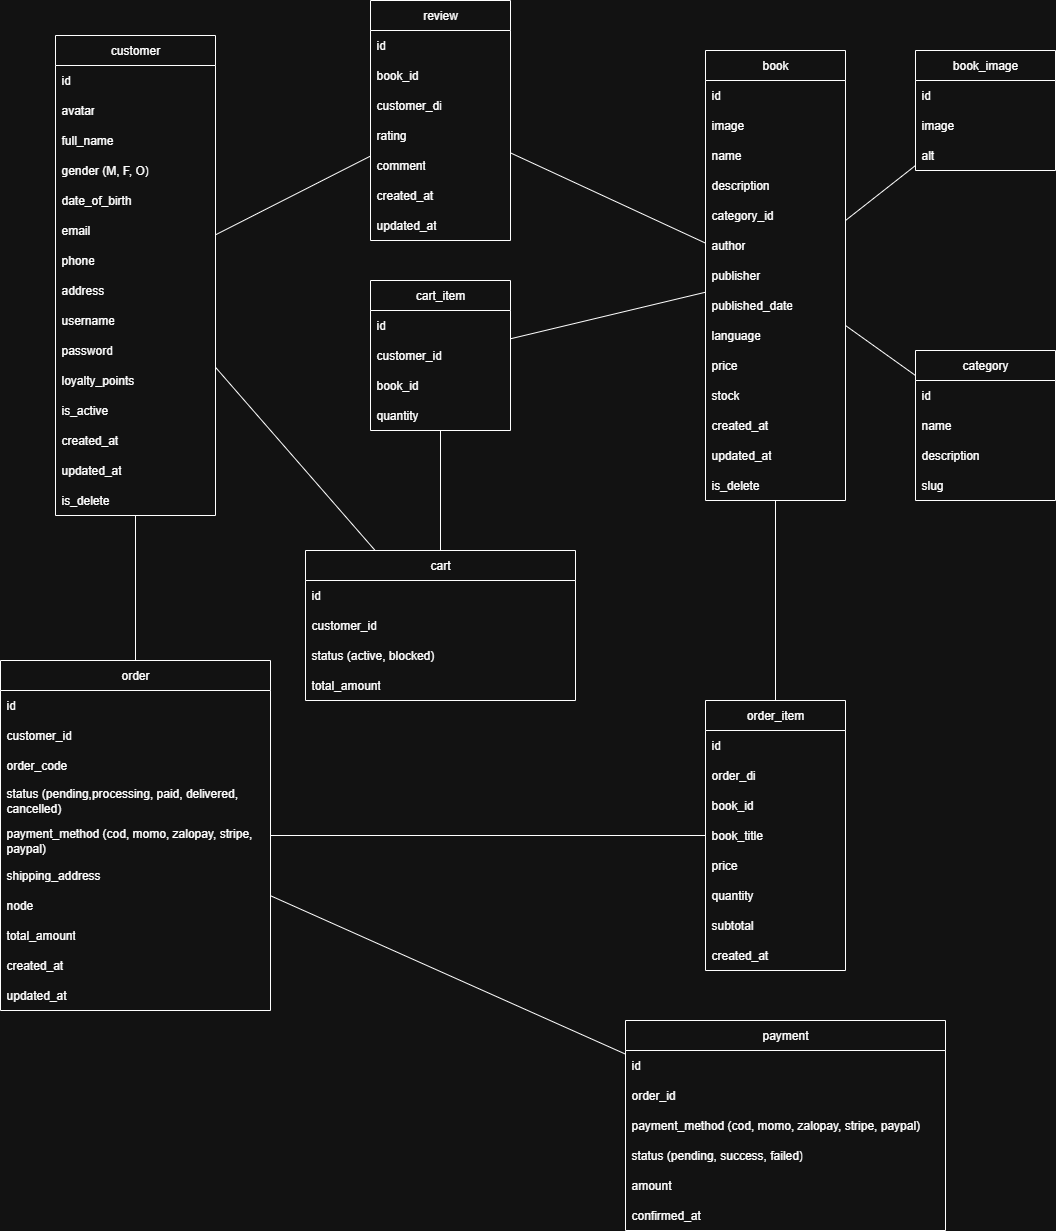 review
id
book_id
customer_di
rating
comment
created_at
updated_at
customer
id
avatar
full_name
gender (M, F, O)
date_of_birth
email
phone
address
username
password
loyalty_points
is_active
created_at
updated_at
is_delete
book
id
image
name
description
category_id
author
publisher
published_date
language
price
stock
created_at
updated_at
is_delete
book_image
id
image
alt
cart_item
id
customer_id
book_id
quantity
category
id
name
description
slug
cart
id
customer_id
status (active, blocked)
total_amount
order
id
customer_id
order_code
status (pending,processing, paid, delivered,
cancelled)
payment_method (cod, momo, zalopay, stripe,
paypal)
shipping_address
node
total_amount
created_at
updated_at
order_item
id
order_di
book_id
book_title
price
quantity
subtotal
created_at
payment
id
order_id
payment_method (cod, momo, zalopay, stripe, paypal)
status (pending, success, failed)
amount
confirmed_at